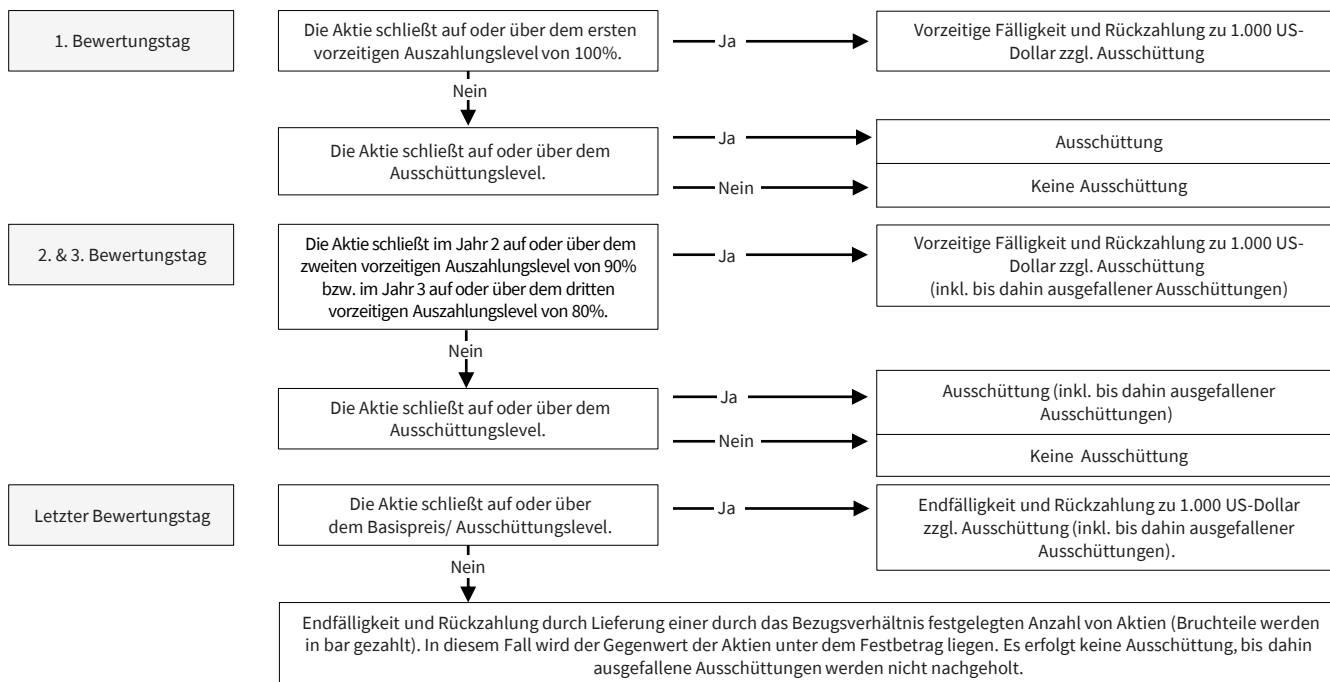 1. Bewertungstag
Die Aktie schließt auf oder über dem ersten
vorzeitigen Auszahlungslevel von 100%.
Ja
Vorzeitige Fälligkeit und Rückzahlung zu 1.000 US-
Dollar zzgl. Ausschüttung
Nein
Die Aktie schließt auf oder über dem
Ausschüttungslevel.
Ja
Ausschüttung
Nein
Keine Ausschüttung
2. & 3. Bewertungstag
Die Aktie schließt im Jahr 2 auf oder über dem
zweiten vorzeitigen Auszahlungslevel von 90%
bzw. im Jahr 3 auf oder über dem dritten
vorzeitigen Auszahlungslevel von 80%.
Ja
Vorzeitige Fälligkeit und Rückzahlung zu 1.000 US-
Dollar zzgl. Ausschüttung
(inkl. bis dahin ausgefallener Ausschüttungen)
Nein
Die Aktie schließt auf oder über dem
Ausschüttungslevel.
Ja
Ausschüttung (inkl. bis dahin ausgefallener
Ausschüttungen)
Nein
Keine Ausschüttung
Letzter Bewertungstag
Die Aktie schließt auf oder über
dem Basispreis/ Ausschüttungslevel.
Ja
Endfälligkeit und Rückzahlung zu 1.000 US-Dollar
zzgl. Ausschüttung (inkl. bis dahin ausgefallener
Ausschüttungen).
Nein
Endfälligkeit und Rückzahlung durch Lieferung einer durch das Bezugsverhältnis festgelegten Anzahl von Aktien (Bruchteile werden
in bar gezahlt). In diesem Fall wird der Gegenwert der Aktien unter dem Festbetrag liegen. Es erfolgt keine Ausschüttung, bis dahin
ausgefallene Ausschüttungen werden nicht nachgeholt.